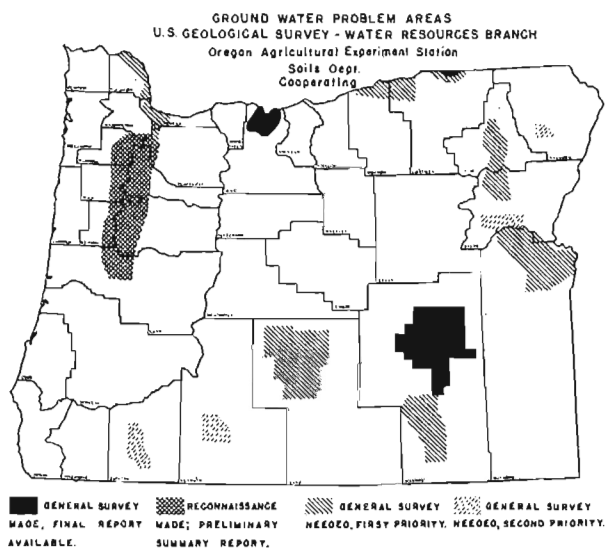 GROUND WATER PROBLEM AREAS
U.S. GEOLOGICAL SURVEY - WATER RESOURCES BRANCH
Oregon Agricultural Experiment Station
Soils Dept.
Cooperating
GENERAL SURVEY
MADE, FINAL REPORT
AVAILABLE.
RECONNAISSANCE
MADE; PRELIMINARY
SUMMARY REPORT.
GENERAL SURVEY
NEEDED, FIRST PRIORITY.
GENERAL SURVEY
NEEDED, SECOND PRIORITY.